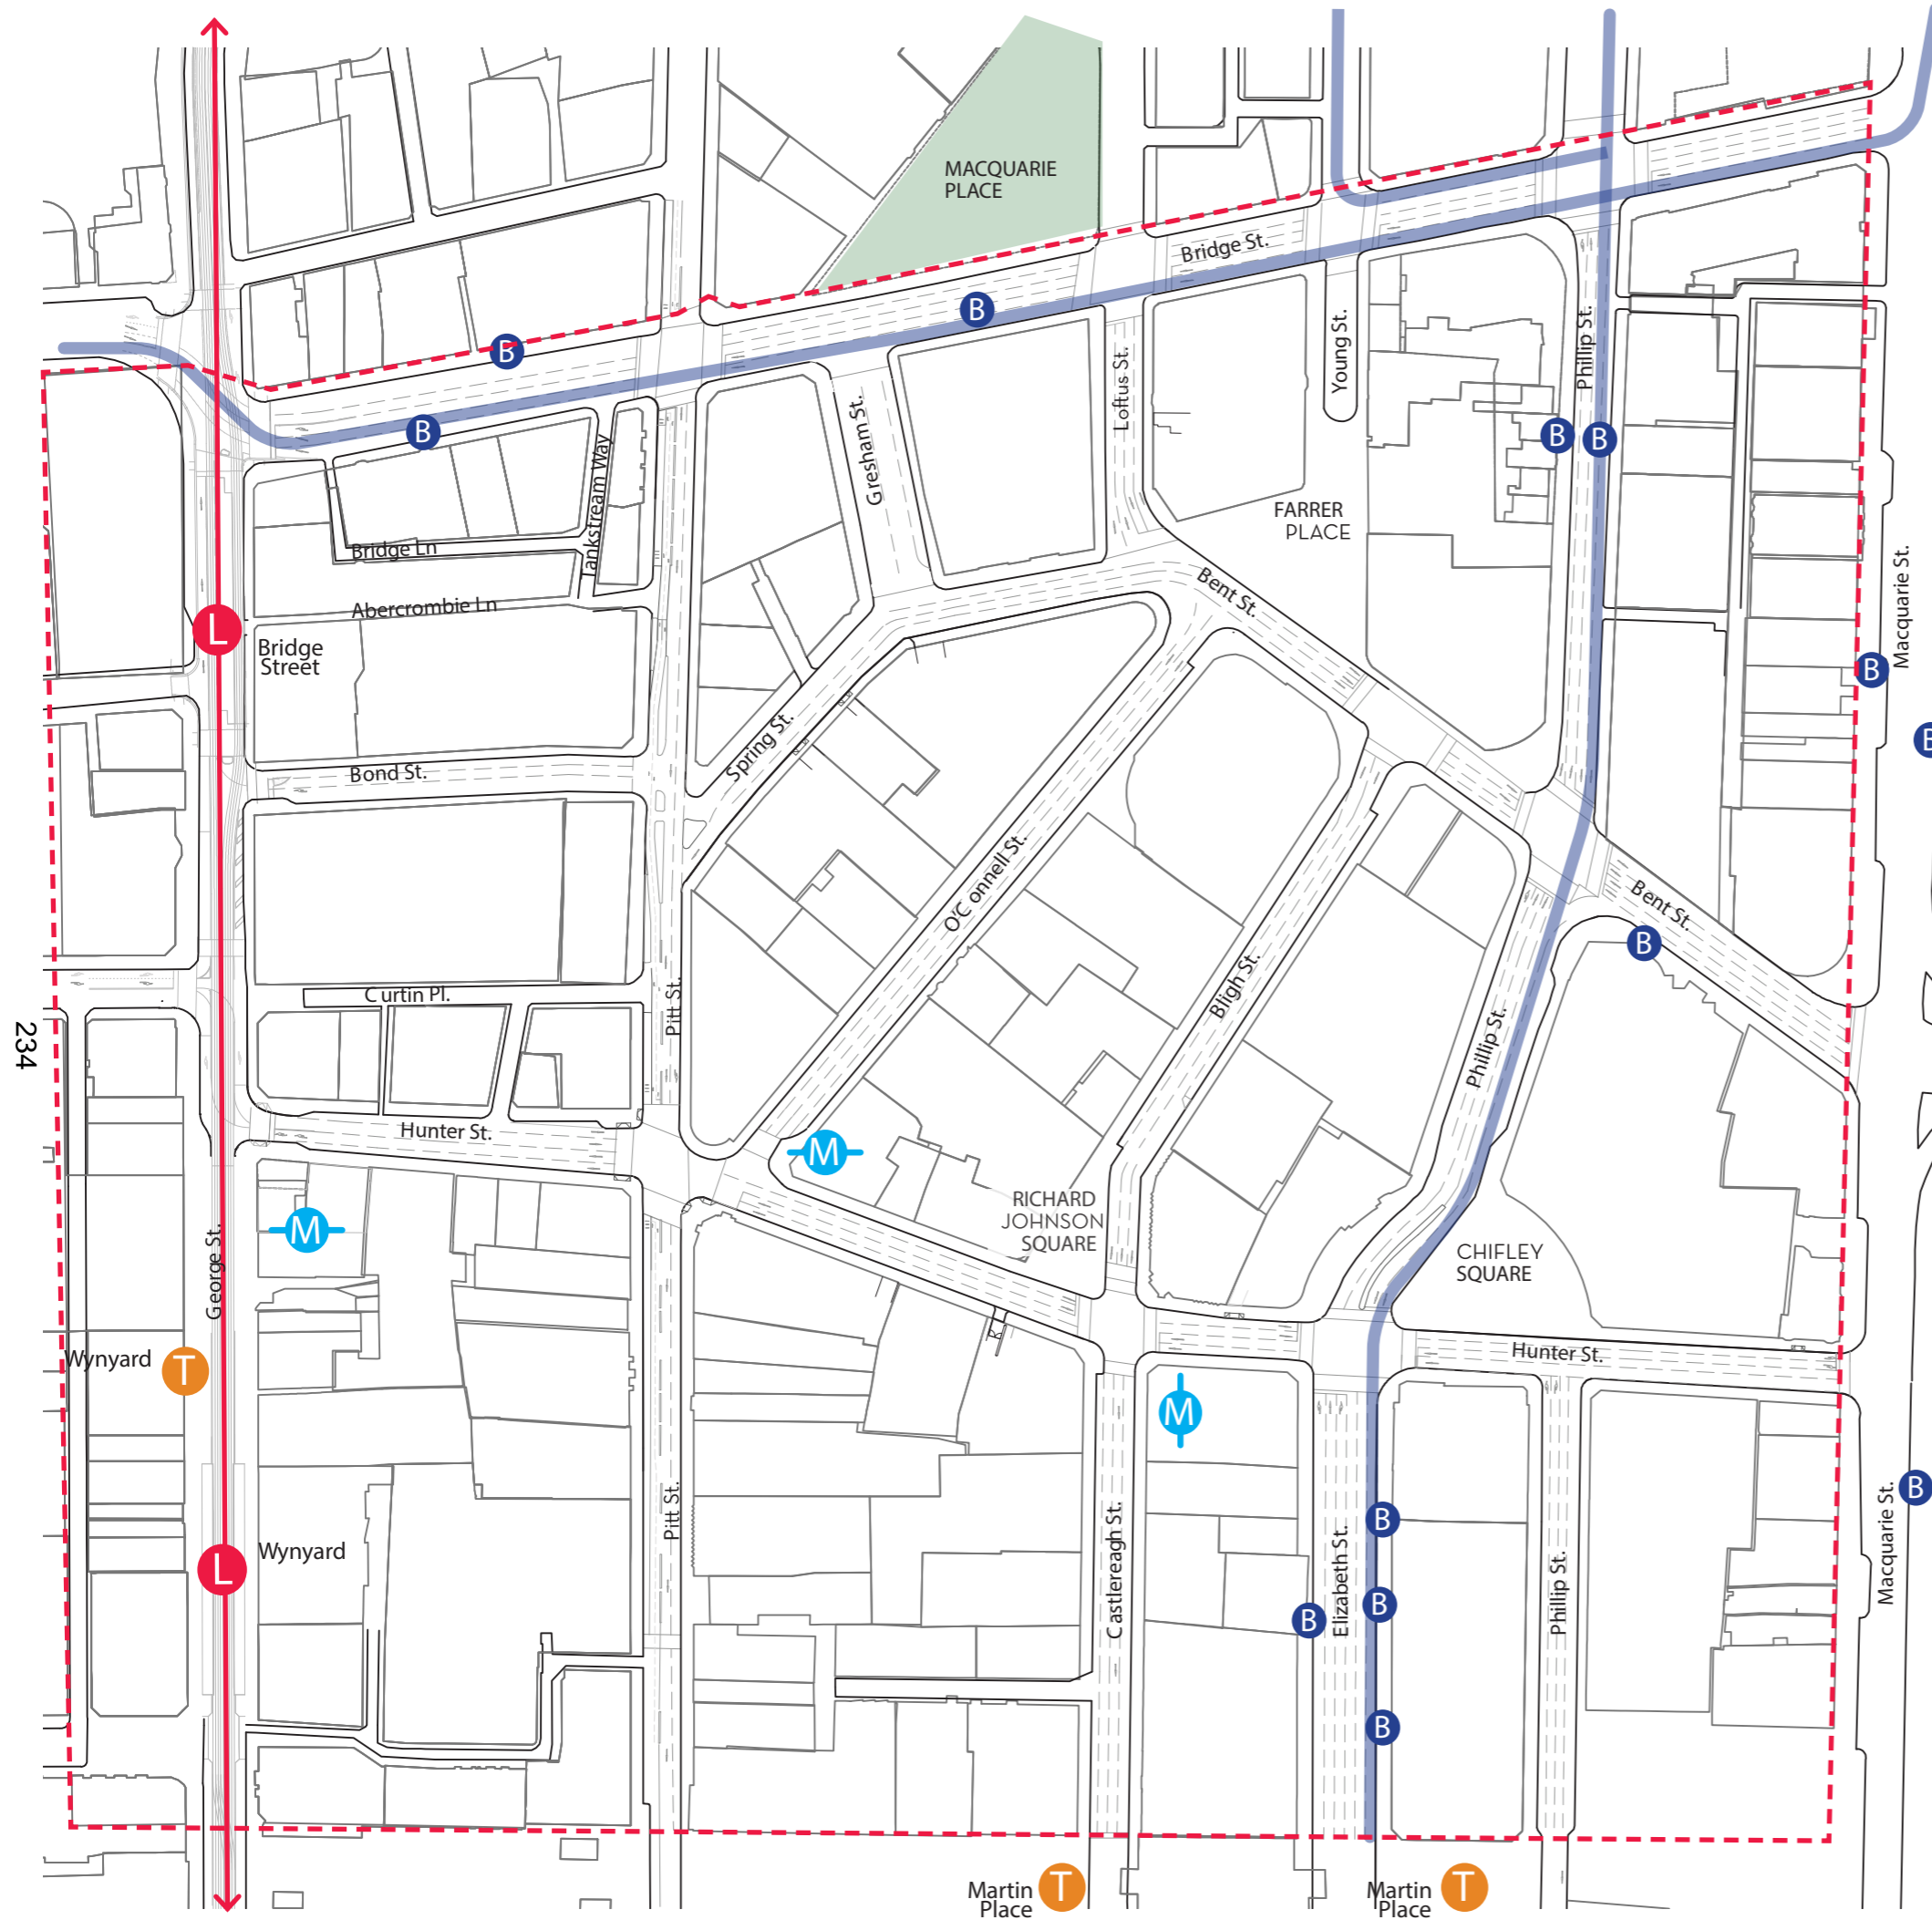 MACQUARIE
PLACE
Bridge St.
B
B
B
Young St.
Phillip St.
Loftus St.
Gresham St.
B
B
Tankstream Way
FARRER
PLACE
Bridge Ln
Bent St.
Abercrombie Ln
L
Bridge
Street
Macquarie St.
B
B
Spring St.
Bond St.
O'Connell St.
Bent St.
B
Bligh St.
Curtin Pl.
Pitt St.
Phillip St.
234
Hunter St.
M
M
RICHARD
JOHNSON
SQUARE
George St.
CHIFLEY
SQUARE
Hunter St.
Wynyard
T
M
L
Wynyard
Pitt St.
Castlereagh St.
Elizabeth St.
Phillip St.
Macquarie St.
B
B
B
B
B
Martin
Place
T
Martin
Place
T